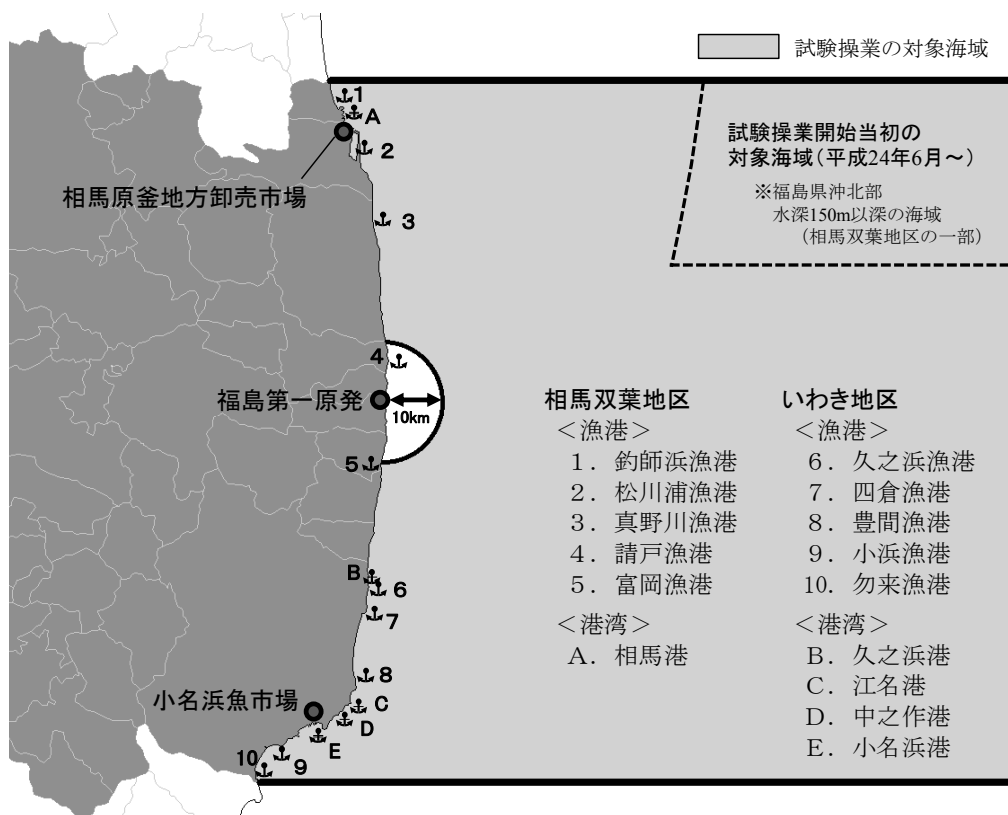 試験操業の対象海域
1
A
2
相馬原釜地方卸売市場
3
試験操業開始当初の
対象海域(平成24年6月~)
※福島県沖北部
水深150m以深の海域
(相馬双葉地区の一部)
4
福島第一原発
10km
5
相馬双葉地区
<漁港>
1. 釣師浜漁港
2. 松川浦漁港
3. 真野川漁港
4. 請戸漁港
5. 富岡漁港
<港湾>
A. 相馬港
いわき地区
<漁港>
6. 久之浜漁港
7. 四倉漁港
8. 豊間漁港
9. 小浜漁港
10. 勿来漁港
<港湾>
B. 久之浜港
C. 江名港
D. 中之作港
E. 小名浜港
B
6
7
8
小名浜魚市場
C
D
E
10
9